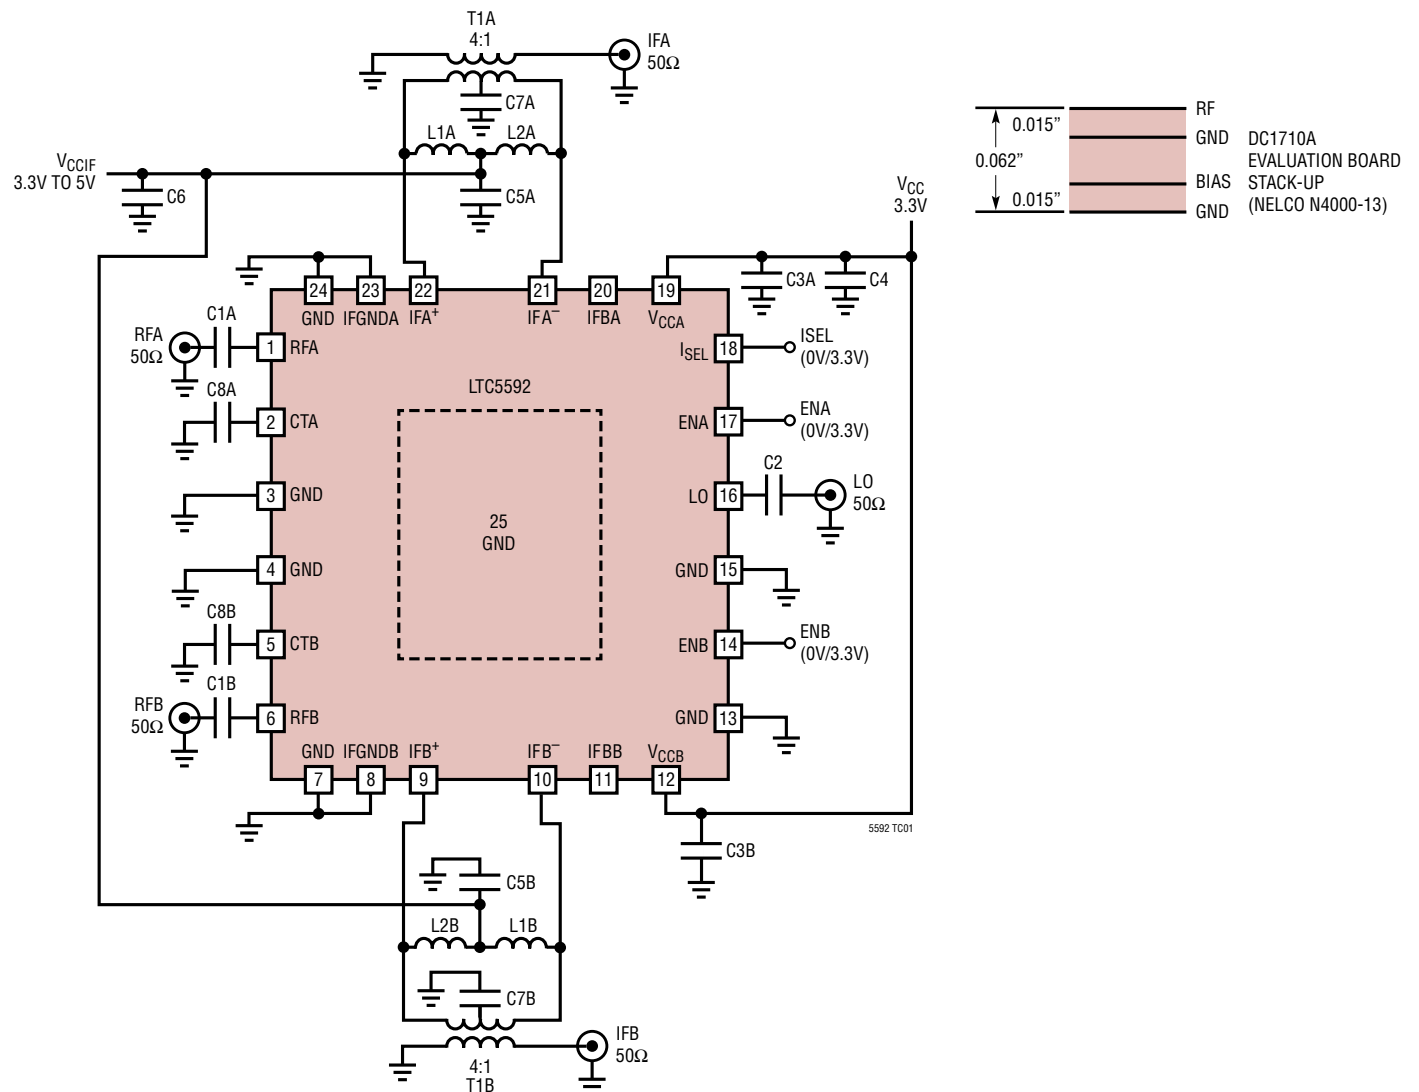 T1A
4:1
IFA
50Ω
C7A
L1A
L2A
VCCIF
3.3V TO 5V
C6
C5A
VCC
3.3V
0.015”
0.062”
0.015”
RF
GND
BIAS
GND
DC1710A
EVALUATION BOARD
STACK-UP
(NELCO N4000-13)
C3A
C4
24
23
22
21
20
19
GND
IFGNDA
IFA+
IFA–
IFBA
VCCA
RFA
50Ω
C1A
1
RFA
C8A
2
CTA
3
GND
4
GND
C8B
5
CTB
RFB
50Ω
C1B
6
RFB
LTC5592
25
GND
ISEL
18
ISEL
(0V/3.3V)
ENA
17
ENA
(0V/3.3V)
LO
16
C2
LO
50Ω
GND
15
ENB
14
ENB
(0V/3.3V)
GND
13
GND
IFGNDB
IFB+
IFB–
IFBB
VCCB
7
8
9
10
11
12
5592 TC01
C3B
C5B
L2B
L1B
C7B
IFB
50Ω
4:1
T1B